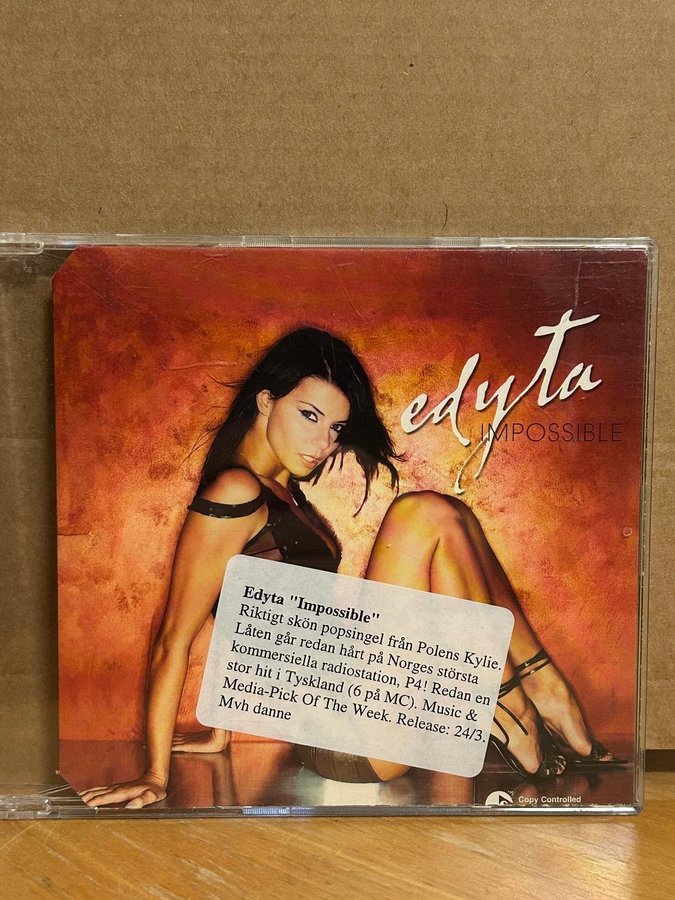 edyta
IMPOSSIBLE
Edyta "Impossible"
Riktigt skön popsingel från Polens Kylie.
Låten går redan hårt på Norges största
kommersiella radiostation, P4! Redan en
stor hit i Tyskland (6 på MC). Music &
Media-Pick Of The Week. Release: 24/3.
Mvh danne
Copy Controlled